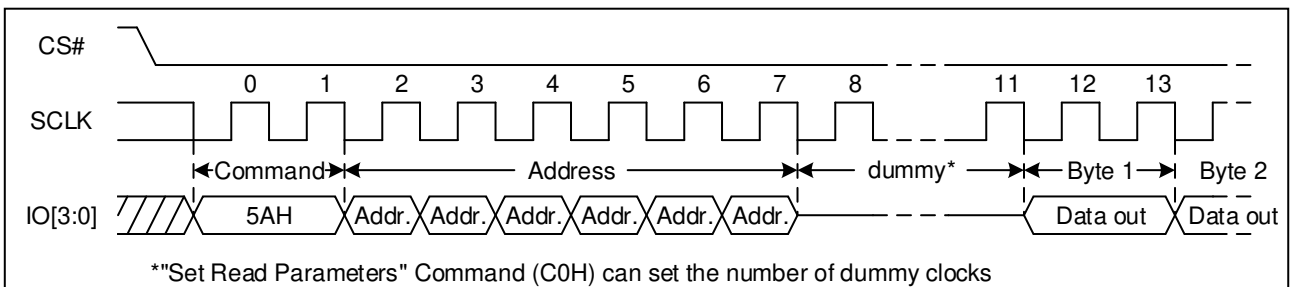 CS#
0 1 2 3 4 5 6 7 8 11 12 13
SCLK
Command Address dummy* Byte 1 Byte 2
IO[3:0] 5AH Addr. Addr. Addr. Addr. Addr. Addr. Data out Data out
*"Set Read Parameters" Command (C0H) can set the number of dummy clocks